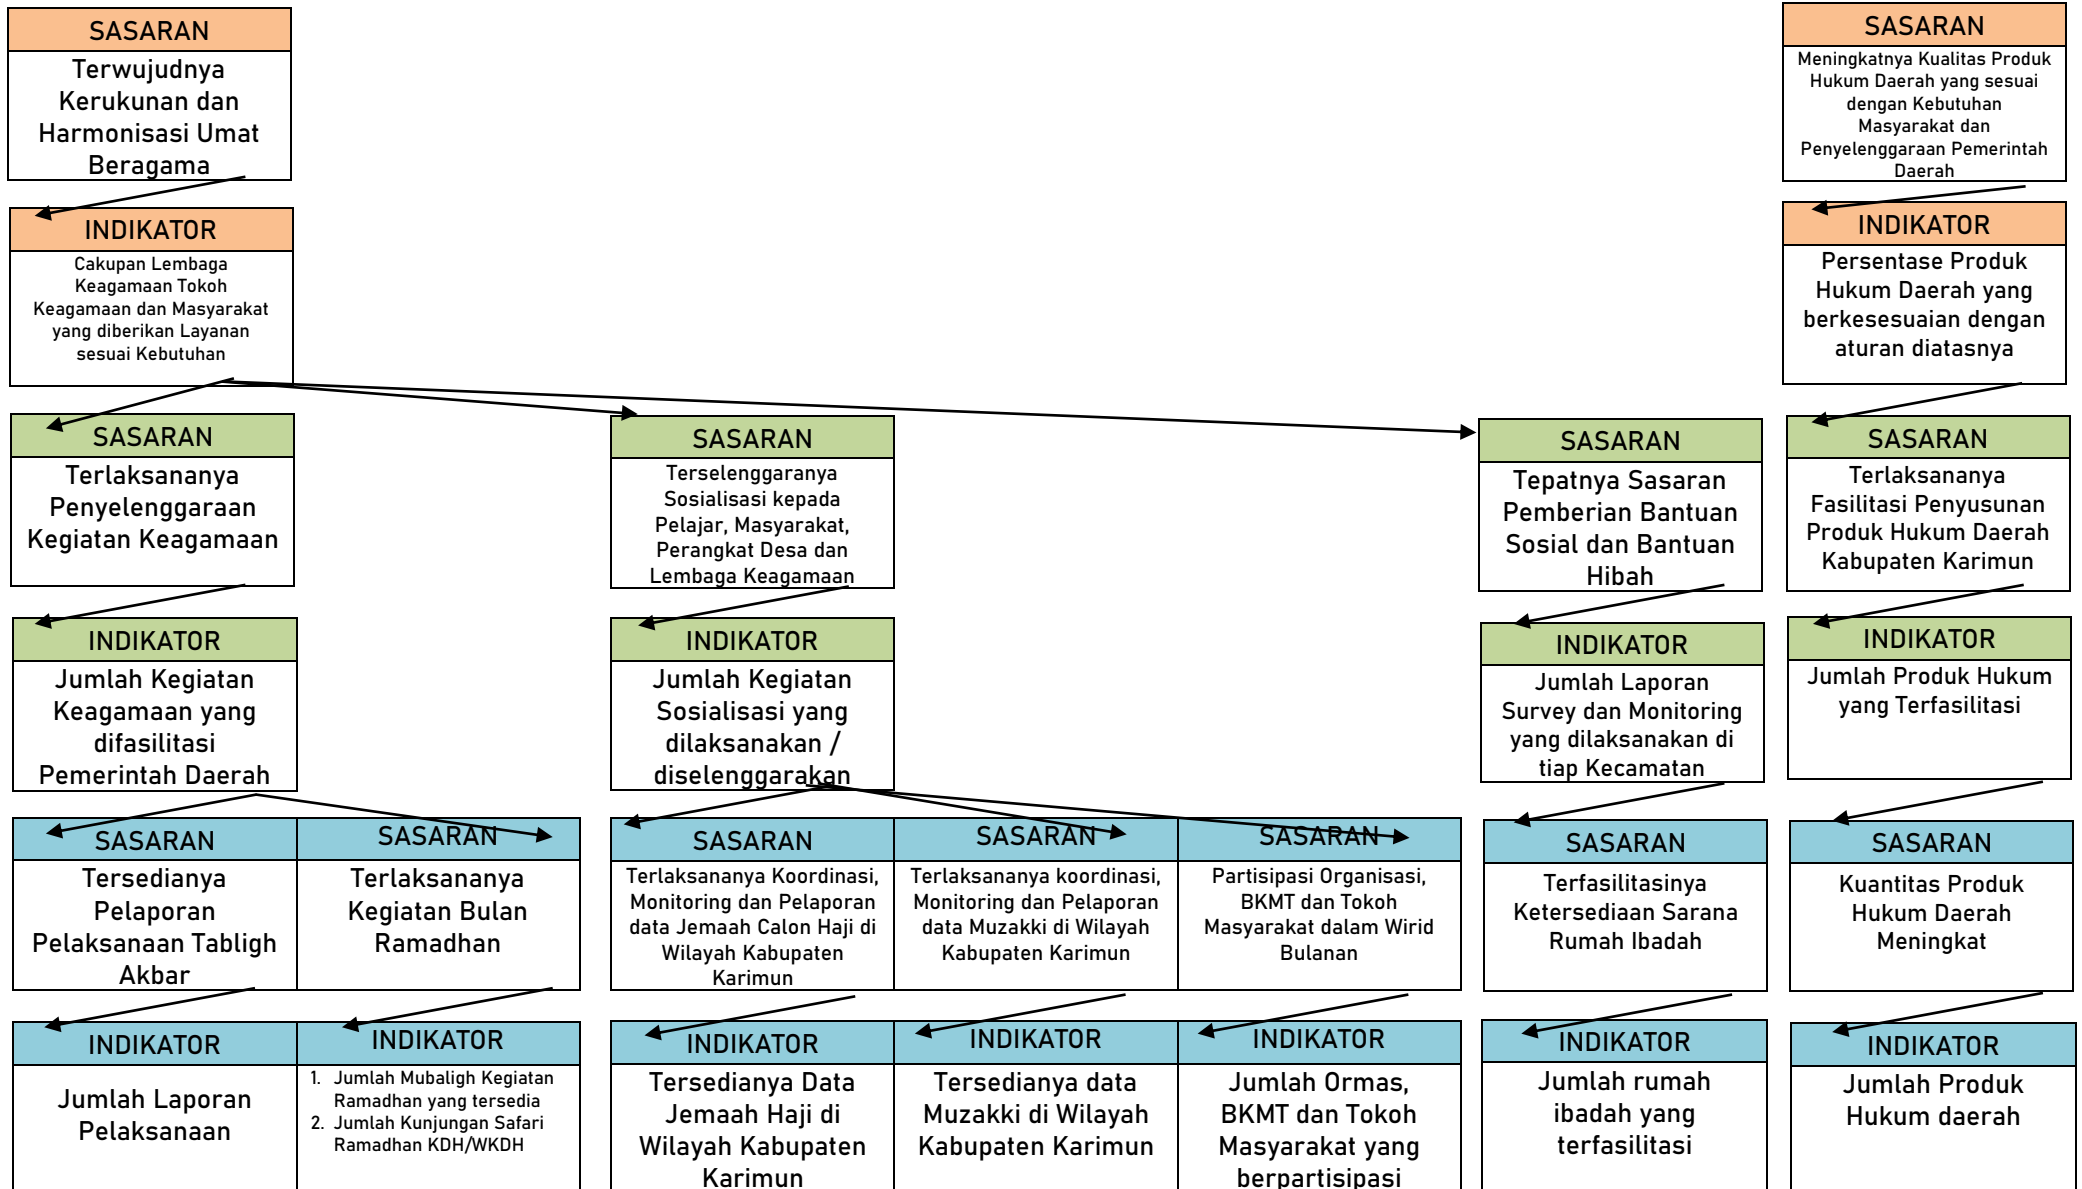 SASARAN
Terwujudnya
Kerukunan dan
Harmonisasi Umat
Beragama
SASARAN
Meningkatnya Kualitas Produk
Hukum Daerah yang sesuai
dengan Kebutuhan
Masyarakat dan
Penyelenggaraan Pemerintah
Daerah
INDIKATOR
Cakupan Lembaga
Keagamaan Tokoh
Keagamaan dan Masyarakat
yang diberikan Layanan
sesuai Kebutuhan
INDIKATOR
Persentase Produk
Hukum Daerah yang
berkesesuaian dengan
aturan diatasnya
SASARAN
Terlaksananya
Penyelenggaraan
Kegiatan Keagamaan
SASARAN
Terselenggaranya
Sosialisasi kepada
Pelajar, Masyarakat,
Perangkat Desa dan
Lembaga Keagamaan
SASARAN
Tepatnya Sasaran
Pemberian Bantuan
Sosial dan Bantuan
Hibah
SASARAN
Terlaksananya
Fasilitasi Penyusunan
Produk Hukum Daerah
Kabupaten Karimun
INDIKATOR
Jumlah Kegiatan
Keagamaan yang
difasilitasi
Pemerintah Daerah
INDIKATOR
Jumlah Kegiatan
Sosialisasi yang
dilaksanakan /
diselenggarakan
INDIKATOR
Jumlah Laporan
Survey dan Monitoring
yang dilaksanakan di
tiap Kecamatan
INDIKATOR
Jumlah Produk Hukum
yang Terfasilitasi
SASARAN
Tersedianya
Pelaporan
Pelaksanaan Tabligh
Akbar
SASARAN
Terlaksananya
Kegiatan Bulan
Ramadhan
SASARAN
Terlaksananya Koordinasi,
Monitoring dan Pelaporan
data Jemaah Calon Haji di
Wilayah Kabupaten
Karimun
SASARAN
Terlaksananya koordinasi,
Monitoring dan Pelaporan
data Muzakki di Wilayah
Kabupaten Karimun
SASARAN
Partisipasi Organisasi,
BKMT dan Tokoh
Masyarakat dalam Wirid
Bulanan
SASARAN
Terfasilitasinya
Ketersediaan Sarana
Rumah Ibadah
SASARAN
Kuantitas Produk
Hukum Daerah
Meningkat
INDIKATOR
Jumlah Laporan
Pelaksanaan
INDIKATOR
1. Jumlah Mubaligh Kegiatan
Ramadhan yang tersedia
2. Jumlah Kunjungan Safari
Ramadhan KDH/WKDH
INDIKATOR
Tersedianya Data
Jemaah Haji di
Wilayah Kabupaten
Karimun
INDIKATOR
Tersedianya data
Muzakki di Wilayah
Kabupaten Karimun
INDIKATOR
Jumlah Ormas,
BKMT dan Tokoh
Masyarakat yang
berpartisipasi
INDIKATOR
Jumlah rumah
ibadah yang
terfasilitasi
INDIKATOR
Jumlah Produk
Hukum daerah